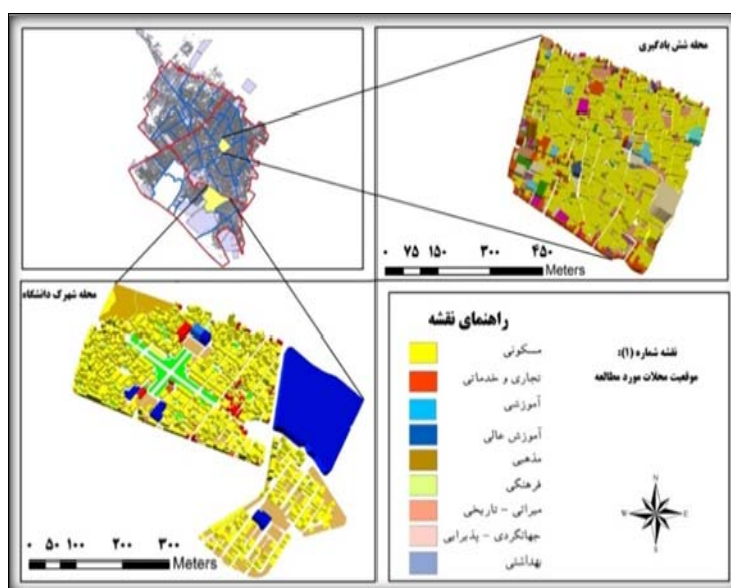 محله شش بادگیری
۰ ۷۵ ۱۵۰ ۳۰۰ ۴۵۰
Meters
محله شهرک دانشگاه
۰ ۵۰ ۱۰۰ ۲۰۰ ۳۰۰
Meters
راهنمای نقشه
مسکونی
تجاری و خدماتی
آموزشی
آموزش عالی
مذهبی
فرهنگی
میراثی - تاریخی
جهانگردی - پذیرایی
بهداشتی
نقشه شماره (۱):
موقعیت محلات مورد مطالعه
N
W E
S